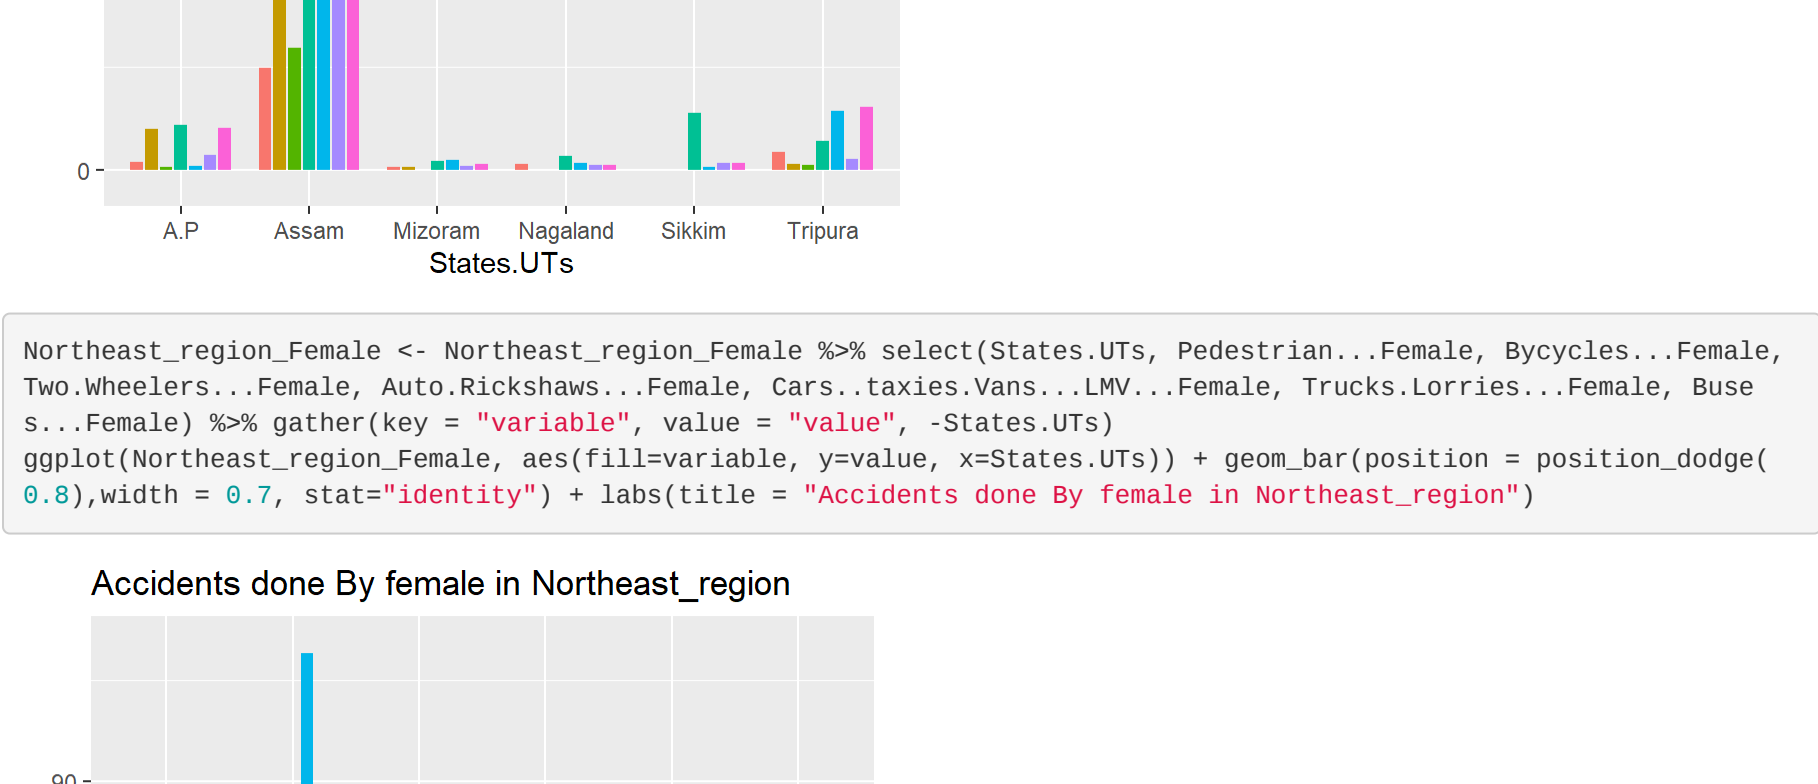 0
A.P Assam Mizoram Nagaland Sikkim Tripura
States.UTs
Northeast_region_Female <- Northeast_region_Female %>% select(States.UTs, Pedestrian...Female, Bycycles...Female,
Two.Wheelers...Female, Auto.Rickshaws...Female, Cars..taxies.Vans...LMV...Female, Trucks.Lorries...Female, Buse
s...Female) %>% gather(key = "variable", value = "value", -States.UTs)
ggplot(Northeast_region_Female, aes(fill=variable, y=value, x=States.UTs)) + geom_bar(position = position_dodge(
0.8),width = 0.7, stat="identity") + labs(title = "Accidents done By female in Northeast_region")
Accidents done By female in Northeast_region
90